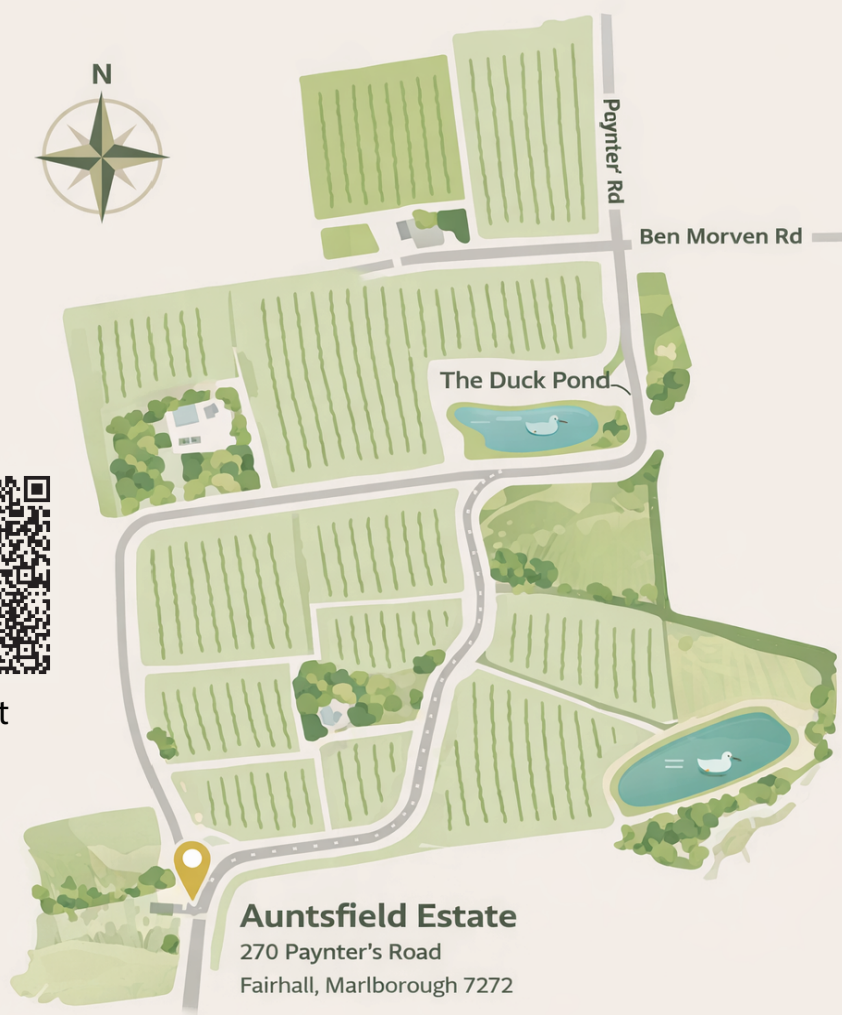 N
Paynter' Rd
Ben Morven Rd
The Duck Pond
t
Auntsfield Estate
270 Paynter's Road
Fairhall, Marlborough 7272